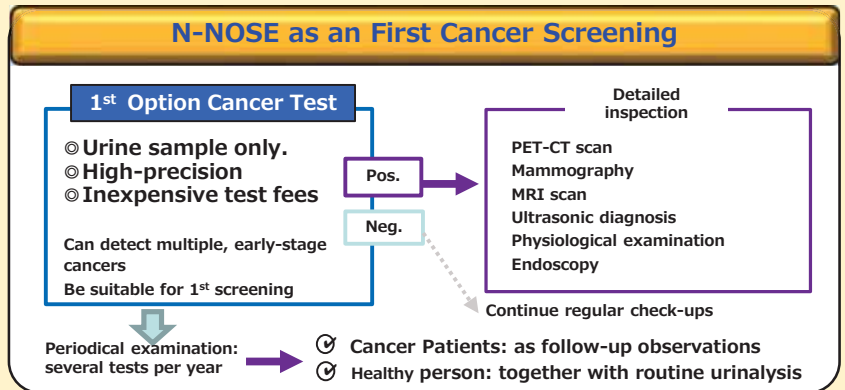 N-NOSE as an First Cancer Screening
1st Option Cancer Test
◎Urine sample only.
◎High-precision
◎Inexpensive test fees
Can detect multiple, early-stage
cancers
Be suitable for 1st screening
Pos.
Neg.
Detailed
inspection
PET-CT scan
Mammography
MRI scan
Ultrasonic diagnosis
Physiological examination
Endoscopy
Continue regular check-ups
Periodical examination:
several tests per year
Cancer Patients: as follow-up observations
Healthy person: together with routine urinalysis